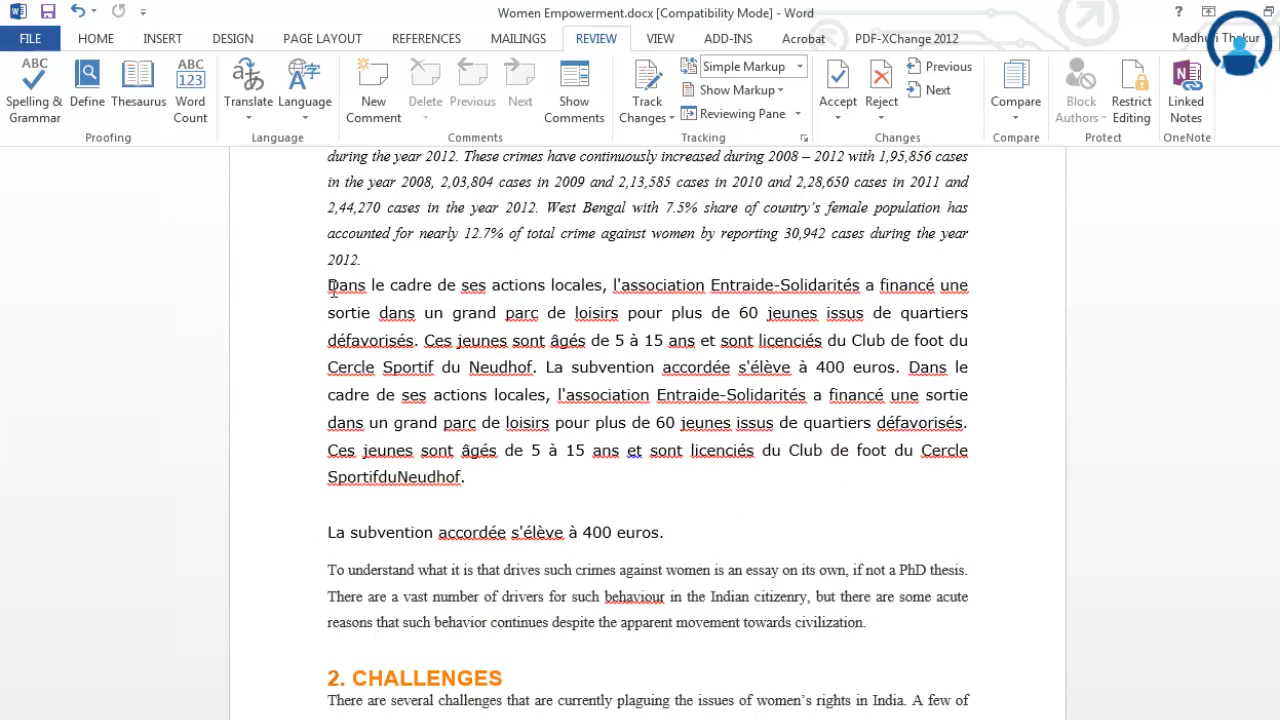 Women Empowerment.docx [Compatibility Mode] - Word
?
FILE HOME INSERT DESIGN PAGE LAYOUT REFERENCES MAILINGS REVIEW VIEW ADD-INS Acrobat PDF-XChange 2012 Madhuri Thakur
ABC
Spelling & Grammar
Define
Thesaurus
ABC 123
Word Count
Proofing
Translate
Language
Language
New Comment
Delete
Previous
Next
Show Comments
Comments
Track Changes
Simple Markup
Show Markup
Reviewing Pane
Tracking
Accept
Reject
Previous
Next
Changes
Compare
Compare
Block Authors
Restrict Editing
Protect
Linked Notes
OneNote
during the year 2012. These crimes have continuously increased during 2008 – 2012 with 1,95,856 cases
in the year 2008, 2,03,804 cases in 2009 and 2,13,585 cases in 2010 and 2,28,650 cases in 2011 and
2,44,270 cases in the year 2012. West Bengal with 7.5% share of country’s female population has
accounted for nearly 12.7% of total crime against women by reporting 30,942 cases during the year
2012.
Dans le cadre de ses actions locales, l'association Entraide-Solidarités a financé une
sortie dans un grand parc de loisirs pour plus de 60 jeunes issus de quartiers
défavorisés. Ces jeunes sont âgés de 5 à 15 ans et sont licenciés du Club de foot du
Cercle Sportif du Neudhof. La subvention accordée s'élève à 400 euros. Dans le
cadre de ses actions locales, l'association Entraide-Solidarités a financé une sortie
dans un grand parc de loisirs pour plus de 60 jeunes issus de quartiers défavorisés.
Ces jeunes sont âgés de 5 à 15 ans et sont licenciés du Club de foot du Cercle
SportifduNeudhof.
La subvention accordée s'élève à 400 euros.
To understand what it is that drives such crimes against women is an essay on its own, if not a PhD thesis.
There are a vast number of drivers for such behaviour in the Indian citizenry, but there are some acute
reasons that such behavior continues despite the apparent movement towards civilization.
2. CHALLENGES
There are several challenges that are currently plaguing the issues of women’s rights in India. A few of